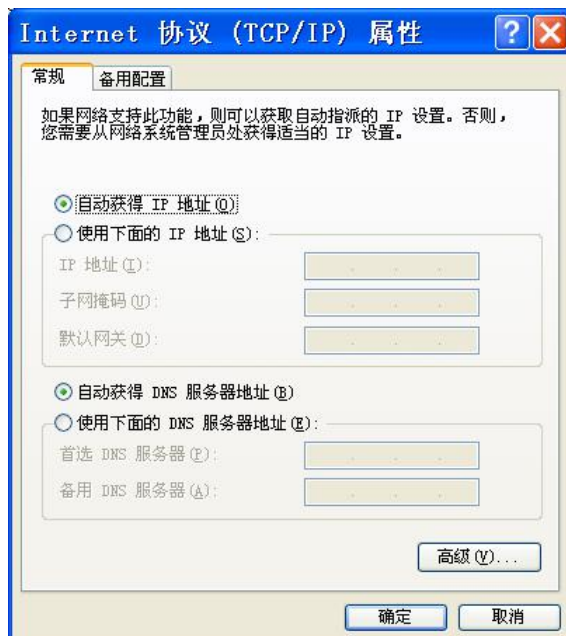 Internet 协议 (TCP/IP) 属性
常规 备用配置
如果网络支持此功能，则可以获取自动指派的 IP 设置。否则，
您需要从网络系统管理员处获得适当的 IP 设置。
自动获得 IP 地址(O)
使用下面的 IP 地址(S):
IP 地址(I):
子网掩码(U):
默认网关(D):
自动获得 DNS 服务器地址(B)
使用下面的 DNS 服务器地址(E):
首选 DNS 服务器(P):
备用 DNS 服务器(A):
高级(V)...
确定 取消